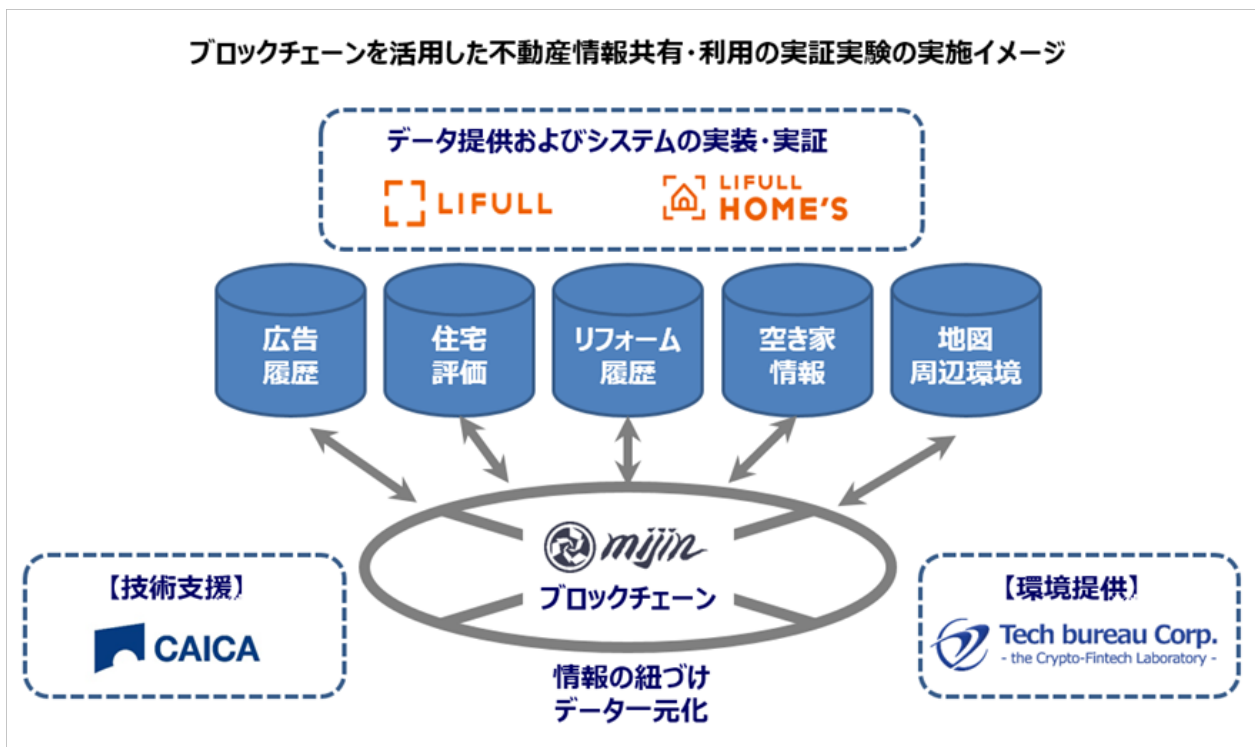 ブロックチェーンを活用した不動産情報共有・利用の実証実験の実施イメージ
データ提供およびシステムの実装・実証
LIFULL
LIFULL
HOME'S
広告
履歴
住宅
評価
リフォーム
履歴
空き家
情報
地図
周辺環境
mijin
ブロックチェーン
【技術支援】
CAICA
【環境提供】
Tech bureau Corp.
- the Crypto-Fintech Laboratory -
情報の紐づけ
データ一元化